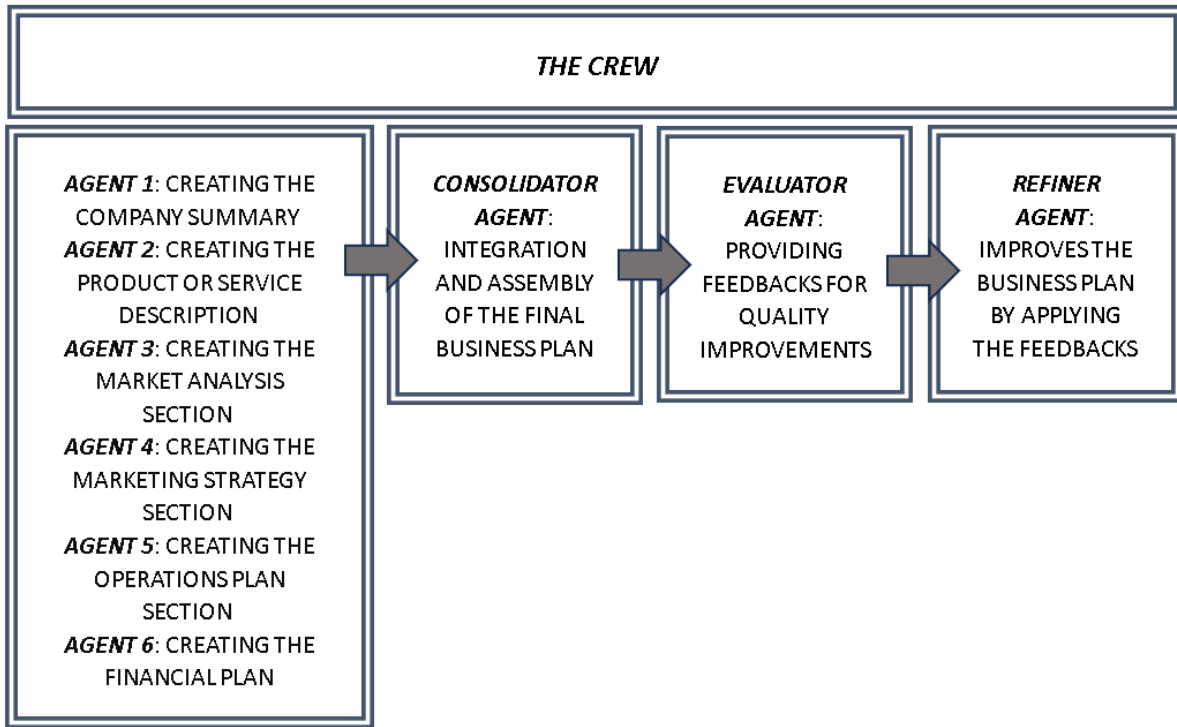 THE CREW
AGENT 1: CREATING THE
COMPANY SUMMARY
AGENT 2: CREATING THE
PRODUCT OR SERVICE
DESCRIPTION
AGENT 3: CREATING THE
MARKET ANALYSIS
SECTION
AGENT 4: CREATING THE
MARKETING STRATEGY
SECTION
AGENT 5: CREATING THE
OPERATIONS PLAN
SECTION
AGENT 6: CREATING THE
FINANCIAL PLAN
CONSOLIDATOR
AGENT:
INTEGRATION
AND ASSEMBLY
OF THE FINAL
BUSINESS PLAN
EVALUATOR
AGENT:
PROVIDING
FEEDBACKS FOR
QUALITY
IMPROVEMENTS
REFINER
AGENT:
IMPROVES THE
BUSINESS PLAN
BY APPLYING
THE FEEDBACKS